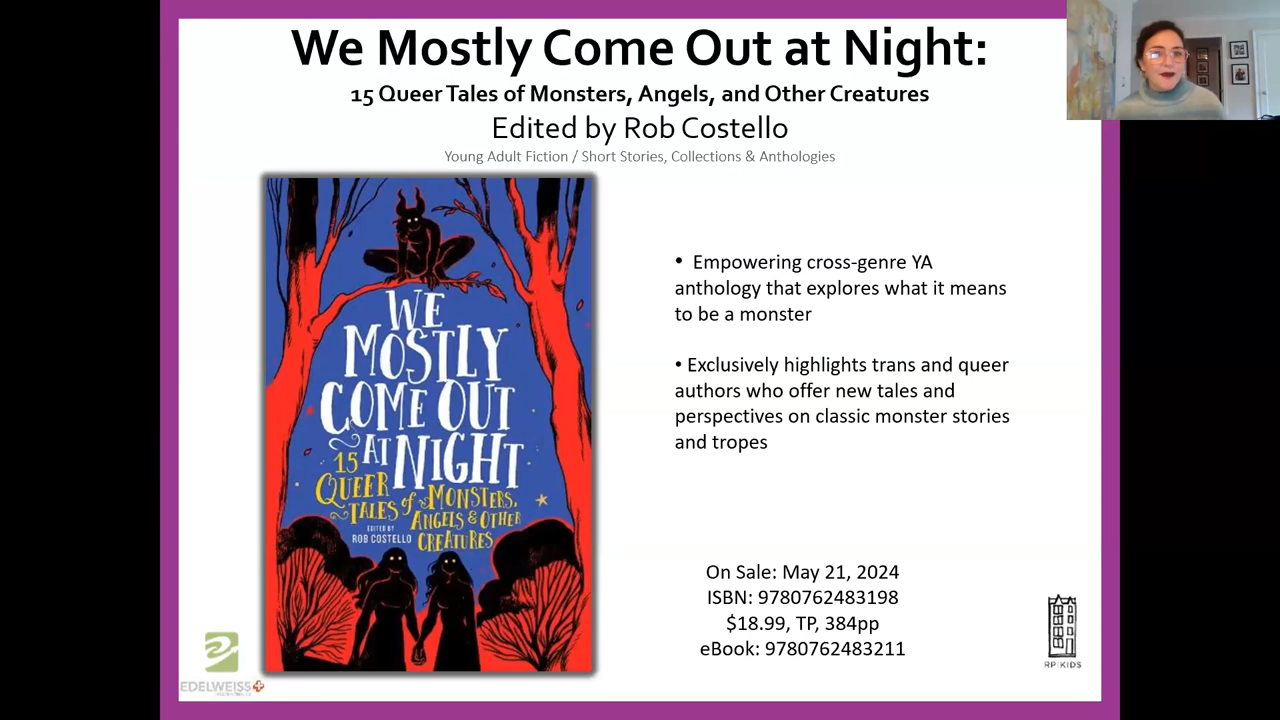 We Mostly Come Out at Night:
15 Queer Tales of Monsters, Angels, and Other Creatures
Edited by Rob Costello
Young Adult Fiction / Short Stories, Collections & Anthologies
WE
MOSTLY
COME OUT
AT NIGHT
15
QUEER
TALES of MONSTERS,
ANGELS & OTHER
CREATURES
EDITED BY
ROB COSTELLO
• Empowering cross-genre YA
anthology that explores what it means
to be a monster
• Exclusively highlights trans and queer
authors who offer new tales and
perspectives on classic monster stories
and tropes
On Sale: May 21, 2024
ISBN: 9780762483198
$18.99, TP, 384pp
eBook: 9780762483211
EDELWEISS+
RP|KIDS